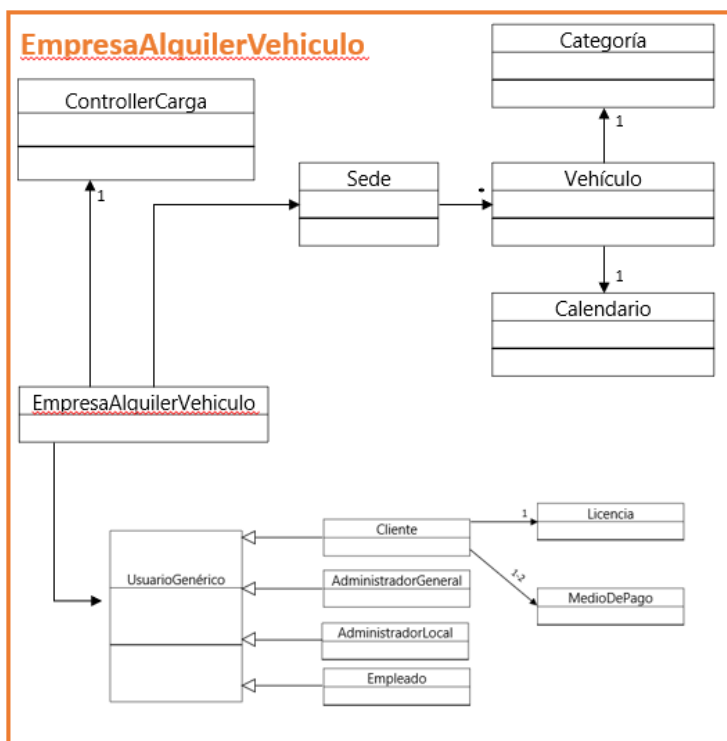 EmpresaAlquilerVehiculo
Categoría
ControllerCarga
1
1
Sede
*
Vehículo
1
Calendario
EmpresaAlquilerVehiculo
UsuarioGenérico
Cliente
1
Licencia
1-2
MedioDePago
AdministradorGeneral
AdministradorLocal
Empleado